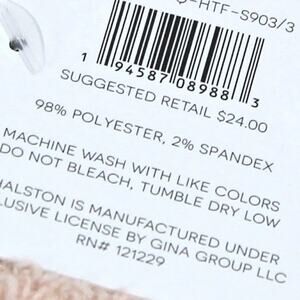 -HTF-S903/3
1 94587 08988 3
SUGGESTED RETAIL $24.00
98% POLYESTER, 2% SPANDEX
MACHINE WASH WITH LIKE COLORS
DO NOT BLEACH, TUMBLE DRY LOW
HALSTON IS MANUFACTURED UNDER
LUSIVE LICENSE BY GINA GROUP LLC
RN# 121229